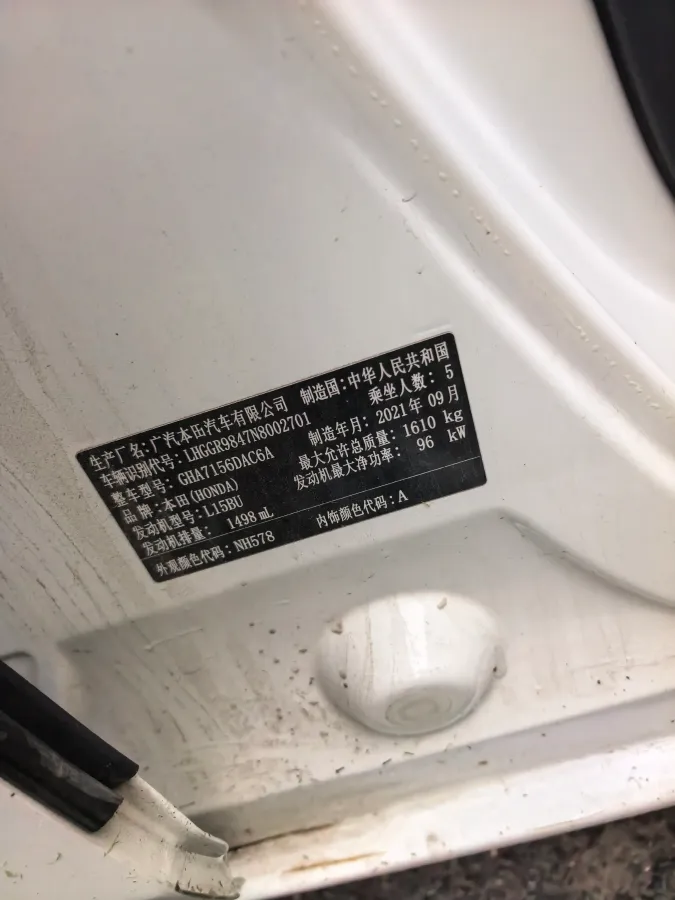 生产厂名:广汽本田汽车有限公司 制造国:中华人民共和国
车辆识别代号:LHGGR9847N8002701 乘坐人数: 5
整车型号: GHA7156DAC6A 制造年月: 2021年09月
品 牌:本田(HONDA) 最大允许总质量: 1610 kg
发动机型号:L15BU 发动机最大净功率: 96 kW
发动机排量: 1498 mL
外观颜色代码:NH578 内饰颜色代码:A